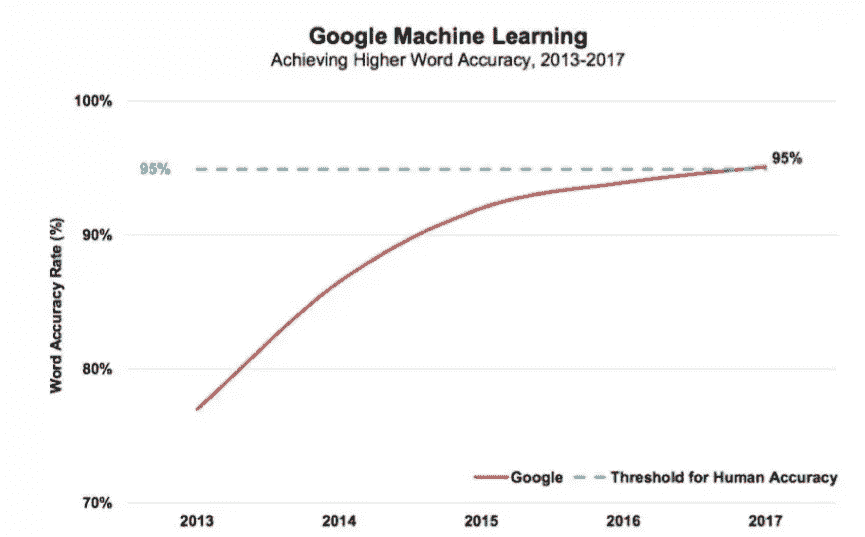 Google Machine Learning
Achieving Higher Word Accuracy, 2013-2017
100%
95%
95%
90%
Word Accuracy Rate (%)
80%
Google
Threshold for Human Accuracy
70%
2013
2014
2015
2016
2017